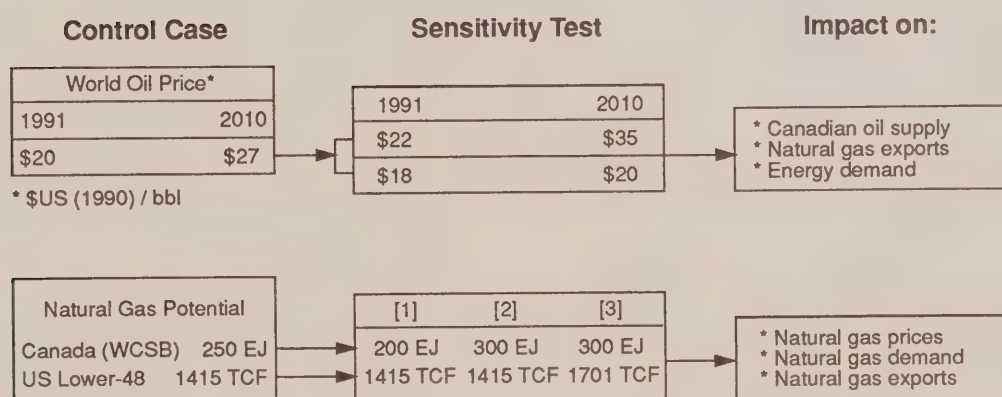 Control Case
Sensitivity Test
Impact on:
World Oil Price*
1991 2010
$20 $27
* $US (1990) / bbl
1991 2010
$22 $35
$18 $20
* Canadian oil supply
* Natural gas exports
* Energy demand
Natural Gas Potential
Canada (WCSB) 250 EJ
US Lower-48 1415 TCF
[1] [2] [3]
200 EJ 300 EJ 300 EJ
1415 TCF 1415 TCF 1701 TCF
* Natural gas prices
* Natural gas demand
* Natural gas exports